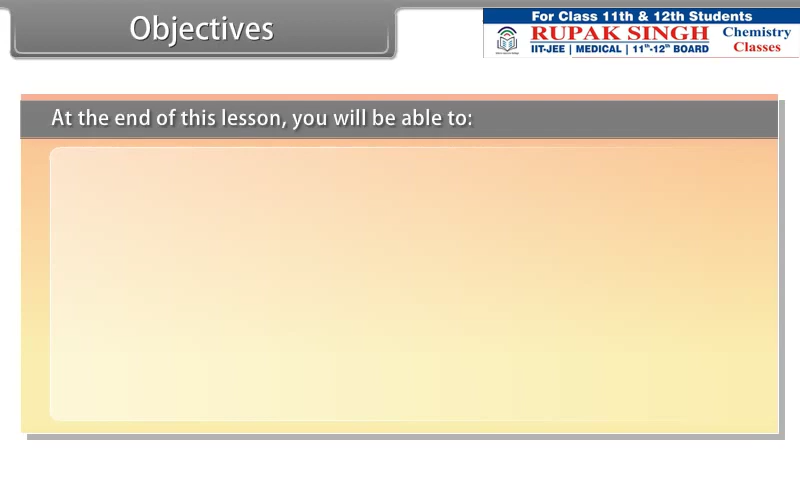 Objectives
For Class 11th & 12th Students
RUPAK SINGH
IIT-JEE | MEDICAL | 11th-12th BOARD
Chemistry
Classes
At the end of this lesson, you will be able to: